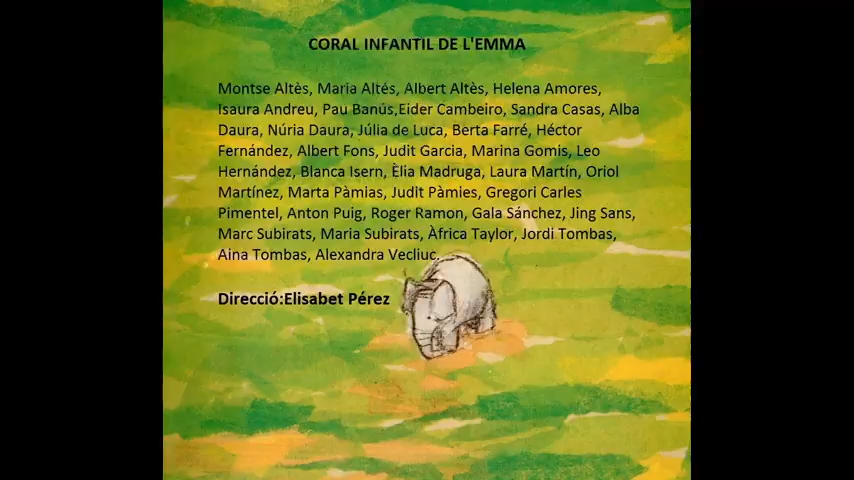 CORAL INFANTIL DE L'EMMA
Montse Altès, Maria Altés, Albert Altès, Helena Amores,
Isaura Andreu, Pau Banús,Eider Cambeiro, Sandra Casas, Alba
Daura, Núria Daura, Júlia de Luca, Berta Farré, Héctor
Fernández, Albert Fons, Judit Garcia, Marina Gomis, Leo
Hernández, Blanca Isern, Èlia Madruga, Laura Martín, Oriol
Martínez, Marta Pàmias, Judit Pàmies, Gregori Carles
Pimentel, Anton Puig, Roger Ramon, Gala Sánchez, Jing Sans,
Marc Subirats, Maria Subirats, Àfrica Taylor, Jordi Tombas,
Aina Tombas, Alexandra Vecliuc.
Direcció:Elisabet Pérez